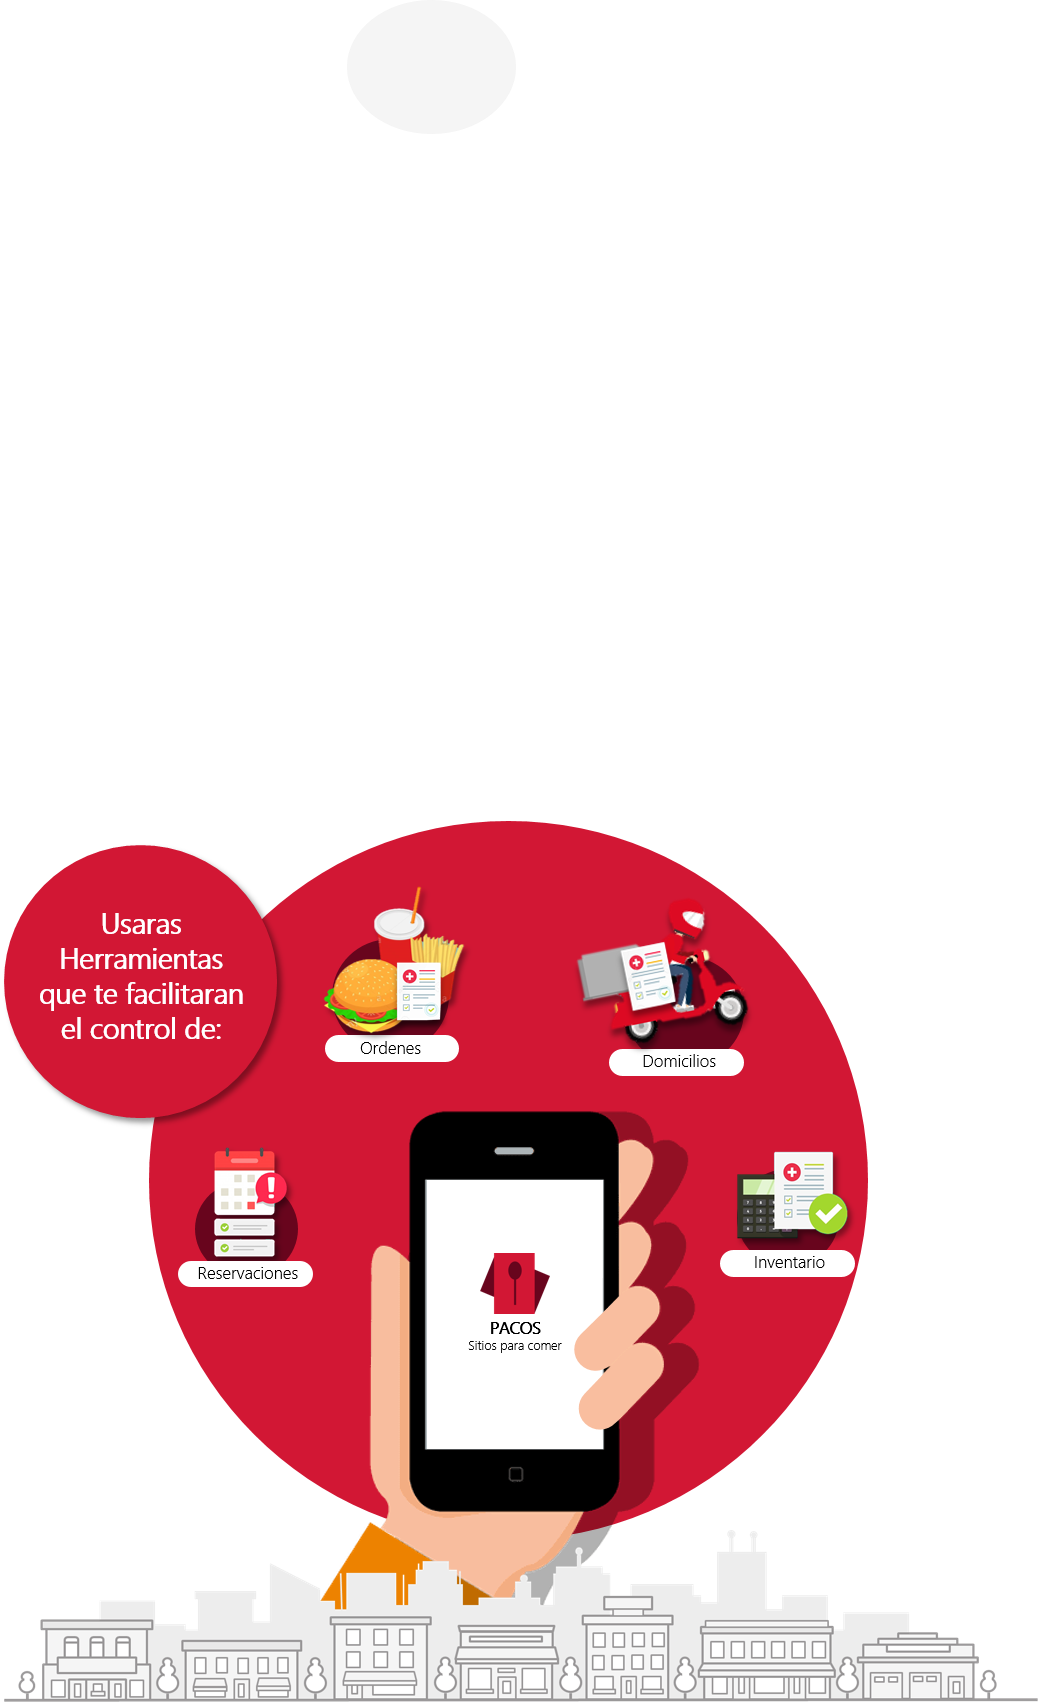 Usaras
Herramientas
que te facilitaran
el control de:
Ordenes
Domicilios
Reservaciones
Inventario
PACOS
Sitios para comer